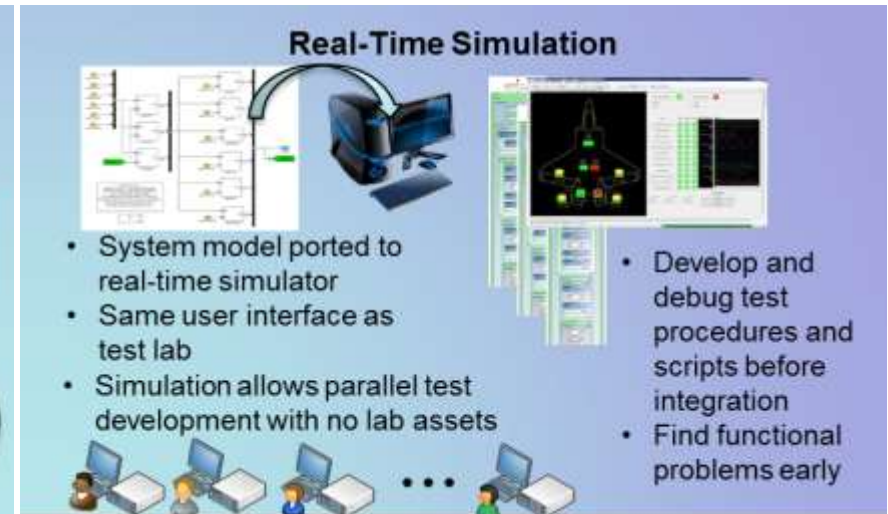 Real-Time Simulation
• System model ported to
real-time simulator
• Same user interface as
test lab
• Simulation allows parallel test
development with no lab assets
• Develop and
debug test
procedures and
scripts before
integration
• Find functional
problems early